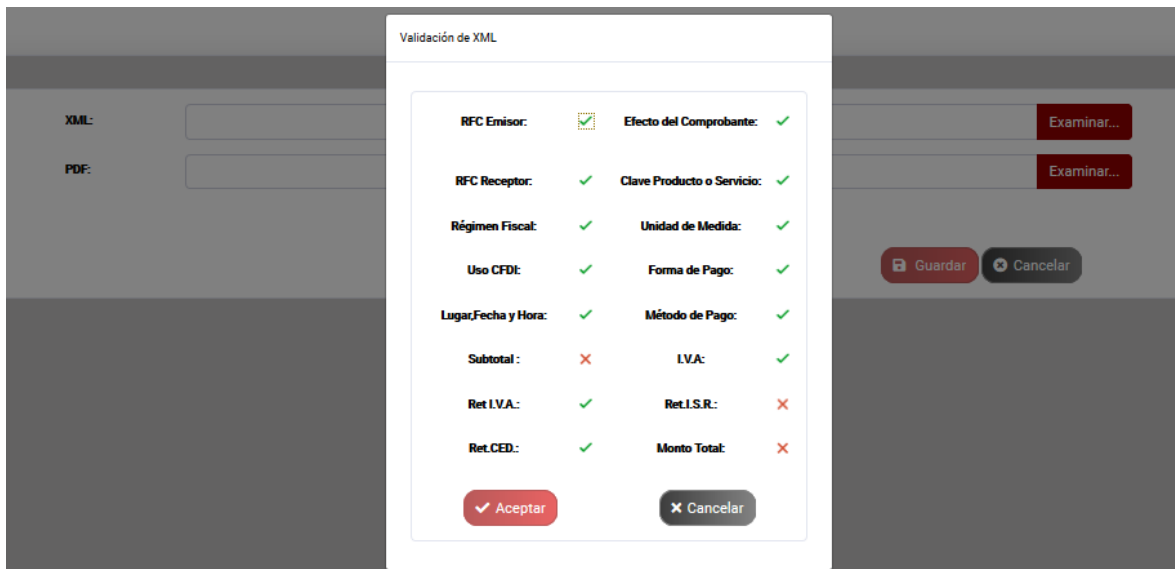 Validación de XML
XML: Examinar...
PDF: Examinar...
RFC Emisor: Efecto del Comprobante:
RFC Receptor: Clave Producto o Servicio:
Régimen Fiscal: Unidad de Medida:
Uso CFDI: Forma de Pago:
Lugar,Fecha y Hora: Método de Pago:
Subtotal : I.V.A:
Ret I.V.A.: Ret.I.S.R.:
Ret.CED.: Monto Total:
Aceptar Cancelar
Guardar Cancelar